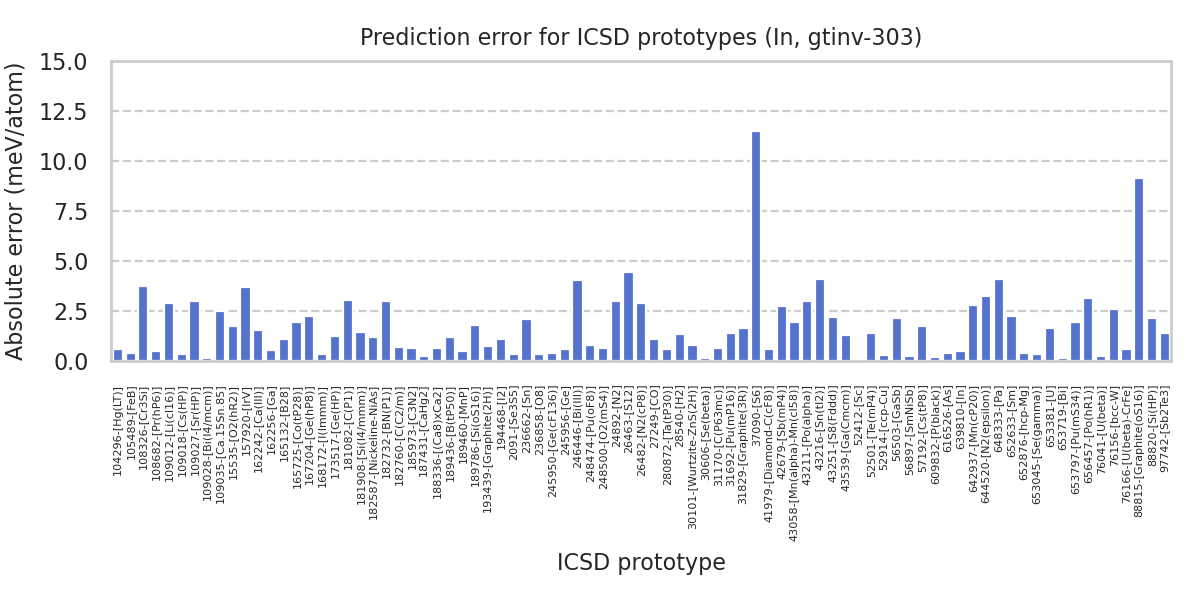 Prediction error for ICSD prototypes (In, gtinv-303)
Absolute error (meV/atom)
15.0
12.5
10.0
7.5
5.0
2.5
0.0
104296-[Hg(LT)]
105489-[FeB]
108326-[Cr3Si]
108682-[Pr(hP6)]
109012-[Li(cI16)]
109018-[Cs(HP)]
109027-[Sr(HP)]
109028-[Bi(I4/mcm)]
109035-[Ca.15Sn.85]
15535-[O2(hR2)]
157920-[IrV]
162242-[Ca(III)]
162256-[Ga]
165132-[B28]
165725-[Co(tP28)]
167204-[Ge(hP8)]
168172-[I(Immm)]
173517-[Ge(HP)]
181082-[C(P1)]
181908-[Si(I4/mmm)]
182587-[Nickeline-NiAs]
182732-[BN(P1)]
182760-[C(C2/m)]
185973-[C3N2]
187431-[CaHg2]
188336-[(Ca8)xCa2]
189436-[B(tP50)]
189460-[MnP]
189786-[Si(oS16)]
193439-[Graphite(2H)]
194468-[I2]
2091-[Se3S5]
236662-[Sn]
236858-[O8]
245950-[Ge(cF136)]
245956-[Ge]
246446-[Bi(III)]
248474-[Pu(oF8)]
248500-[O2(mS4)]
24892-[N2]
26463-[S12]
26482-[N2(cP8)]
27249-[CO]
280872-[Ta(tP30)]
28540-[H2]
30101-[Wurtzite-ZnS(2H)]
30606-[Se(beta)]
31170-[C(P63mc)]
31692-[Pu(mP16)]
31829-[Graphite(3R)]
37090-[S6]
41979-[Diamond-C(cF8)]
42679-[Sb(mP4)]
43058-[Mn(alpha)-Mn(cI58)]
43211-[Po(alpha)]
43216-[Sn(tI2)]
43251-[S8(Fddd)]
43539-[Ga(Cmcm)]
52412-[Sc]
52501-[Te(mP4)]
52914-[ccp-Cu]
56503-[GaSb]
56897-[SmNiSb]
57192-[Cs(tP8)]
609832-[P(black)]
616526-[As]
639810-[In]
642937-[Mn(cP20)]
644520-[N2(epsilon)]
648333-[Pa]
652633-[Sm]
652876-[hcp-Mg]
653045-[Se(gamma)]
653381-[U]
653719-[Bi]
653797-[Pu(mS34)]
656457-[Po(hR1)]
76041-[U(beta)]
76156-[bcc-W]
76166-[U(beta)-CrFe]
88815-[Graphite(oS16)]
88820-[Si(HP)]
97742-[Sb2Te3]
ICSD prototype